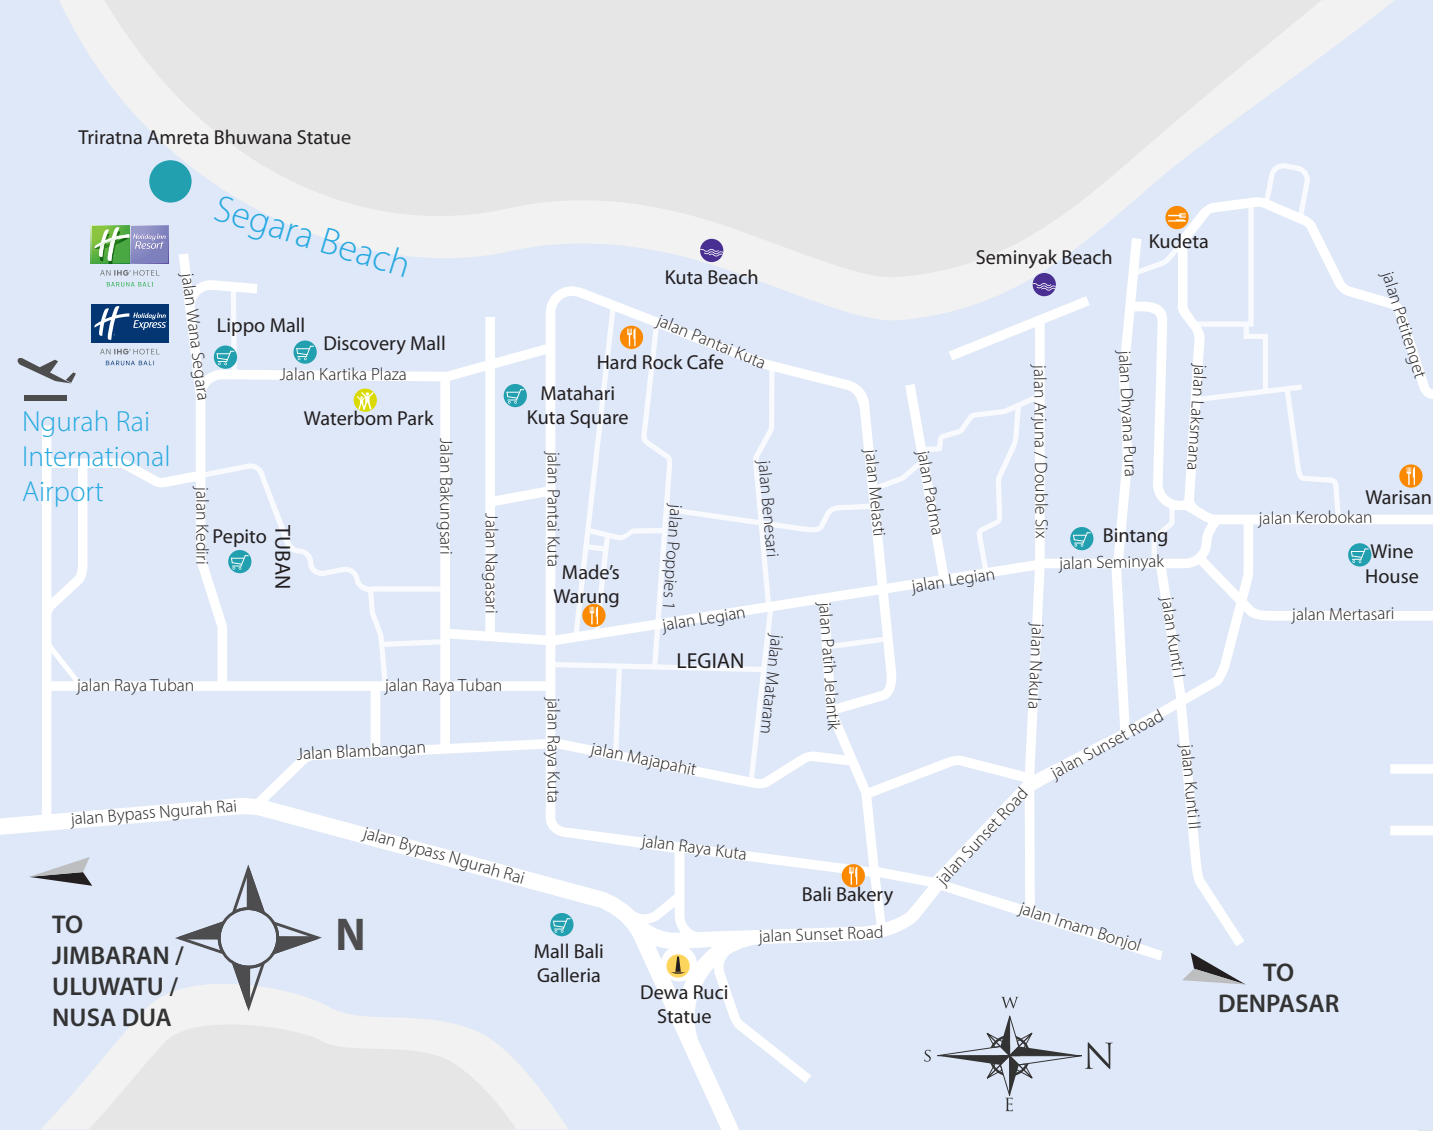 Triratna Amreta Bhuwana Statue
Segara Beach
Holiday Inn
Resort
AN IHG® HOTEL
BARUNA BALI
Holiday Inn
Express
AN IHG® HOTEL
BARUNA BALI
Ngurah Rai
International
Airport
jalan Wana Segara
Lippo Mall
Discovery Mall
Jalan Kartika Plaza
Waterbom Park
Matahari
Kuta Square
Hard Rock Cafe
jalan Pantai Kuta
Kuta Beach
Seminyak Beach
Kudeta
jalan Petitenget
jalan Laksmana
jalan Dhyana Pura
jalan Arjuna / Double Six
jalan Padma
jalan Melasti
jalan Benesari
jalan Poppies 1
jalan Pantai Kuta
Jalan Nagasari
Jalan Bakungsari
jalan Kediri
Pepito
TUBAN
Made's
Warung
jalan Legian
jalan Legian
LEGIAN
Bintang
jalan Seminyak
jalan Kerobokan
Warisan
Wine
House
jalan Mertasari
jalan Kunti I
jalan Nakula
jalan Patih Jelantik
jalan Mataram
jalan Raya Tuban
jalan Raya Tuban
Jalan Blambangan
jalan Raya Kuta
jalan Majapahit
jalan Sunset Road
jalan Kunti II
jalan Bypass Ngurah Rai
jalan Bypass Ngurah Rai
jalan Raya Kuta
jalan Sunset Road
Bali Bakery
jalan Imam Bonjol
jalan Sunset Road
Mall Bali
Galleria
Dewa Ruci
Statue
TO
JIMBARAN /
ULUWATU /
NUSA DUA
N
TO
DENPASAR
W
S
N
E